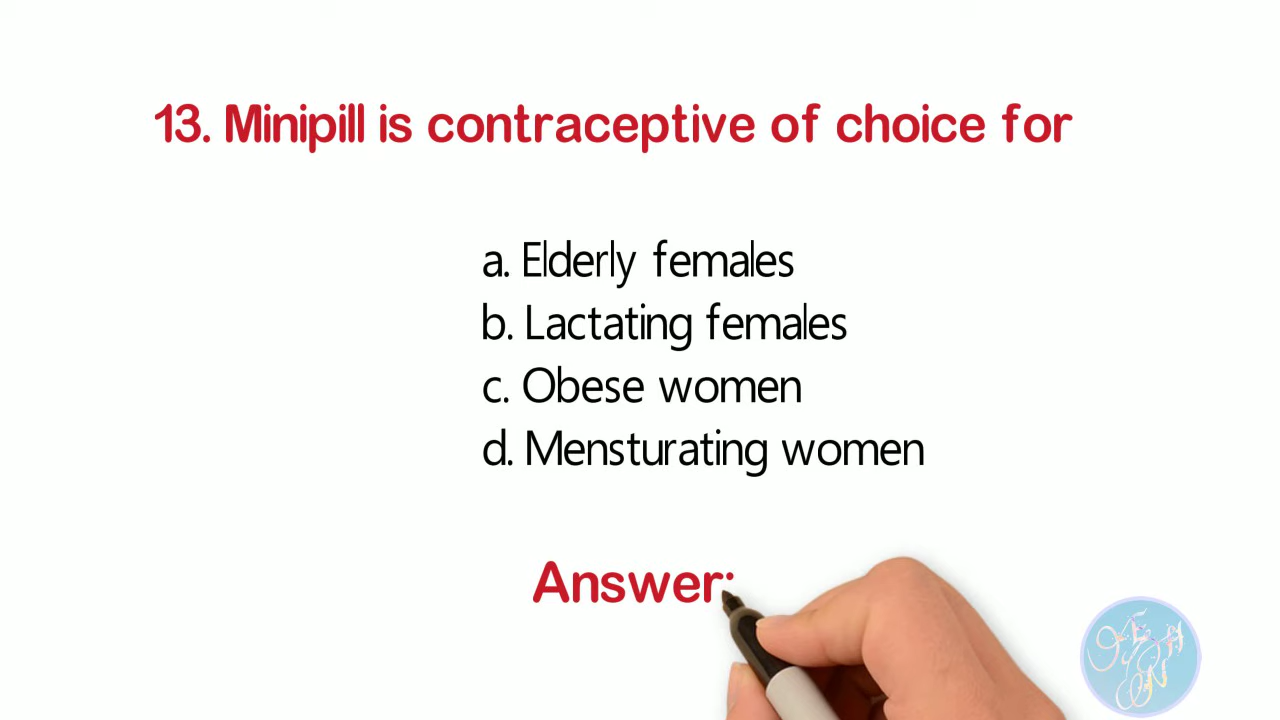 13. Minipill is contraceptive of choice for
a. Elderly females
b. Lactating females
c. Obese women
d. Mensturating women
Answer: